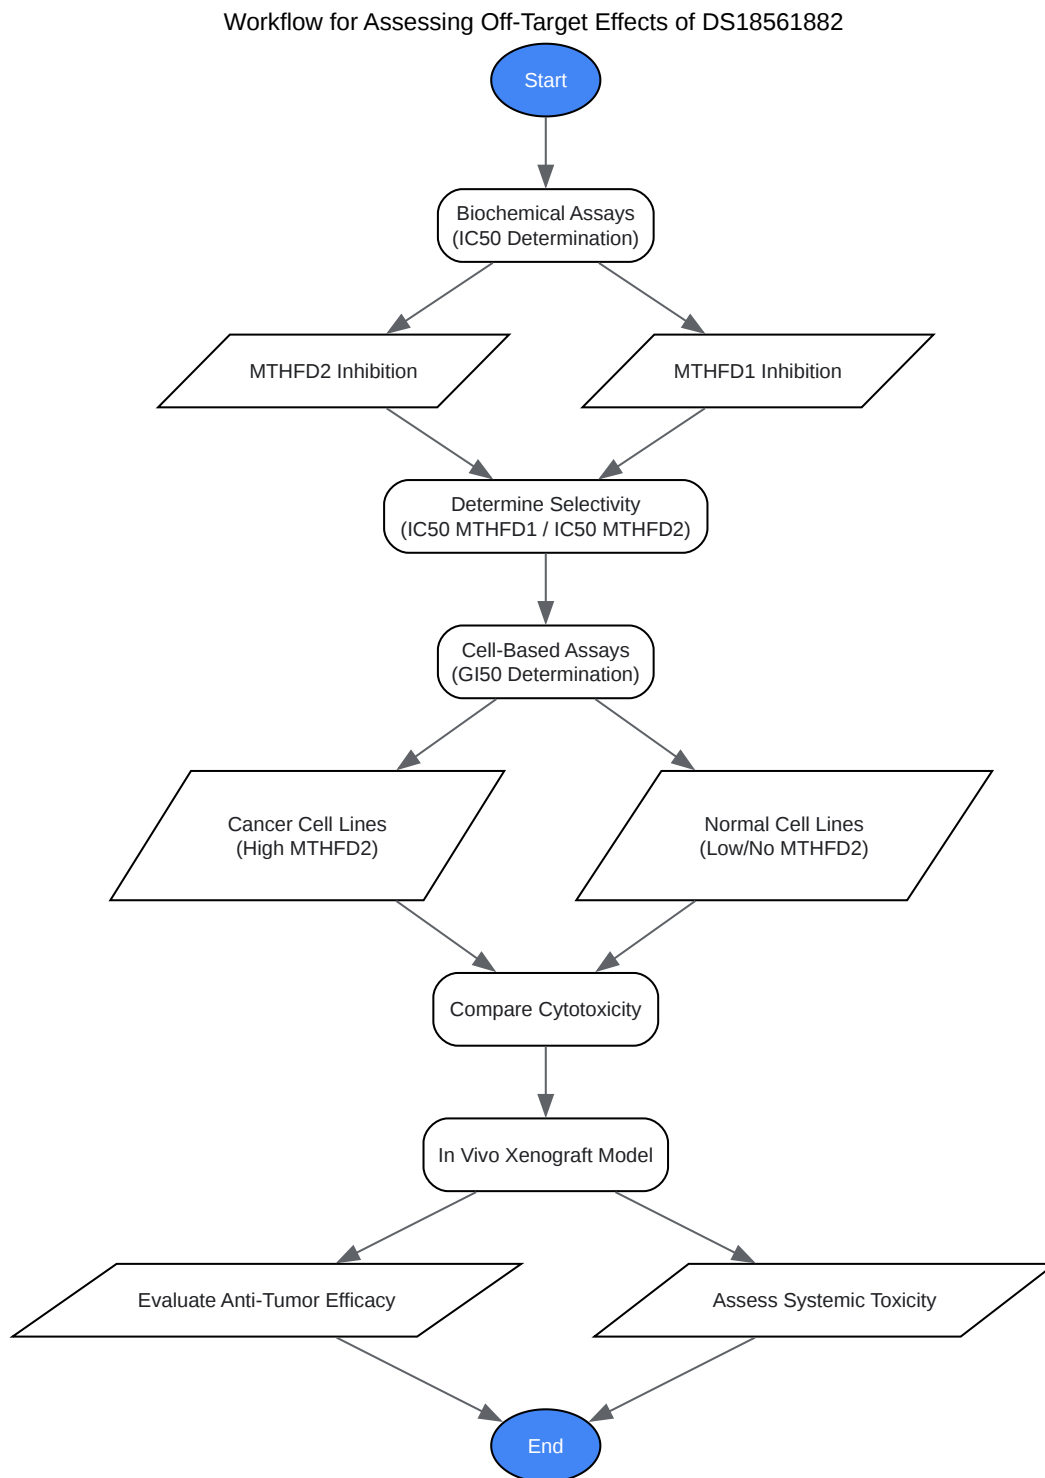 Workflow for Assessing Off-Target Effects of DS18561882
Start
Biochemical Assays
(IC50 Determination)
MTHFD2 Inhibition
MTHFD1 Inhibition
Determine Selectivity
(IC50 MTHFD1 / IC50 MTHFD2)
Cell-Based Assays
(GI50 Determination)
Cancer Cell Lines
(High MTHFD2)
Normal Cell Lines
(Low/No MTHFD2)
Compare Cytotoxicity
In Vivo Xenograft Model
Evaluate Anti-Tumor Efficacy
Assess Systemic Toxicity
End